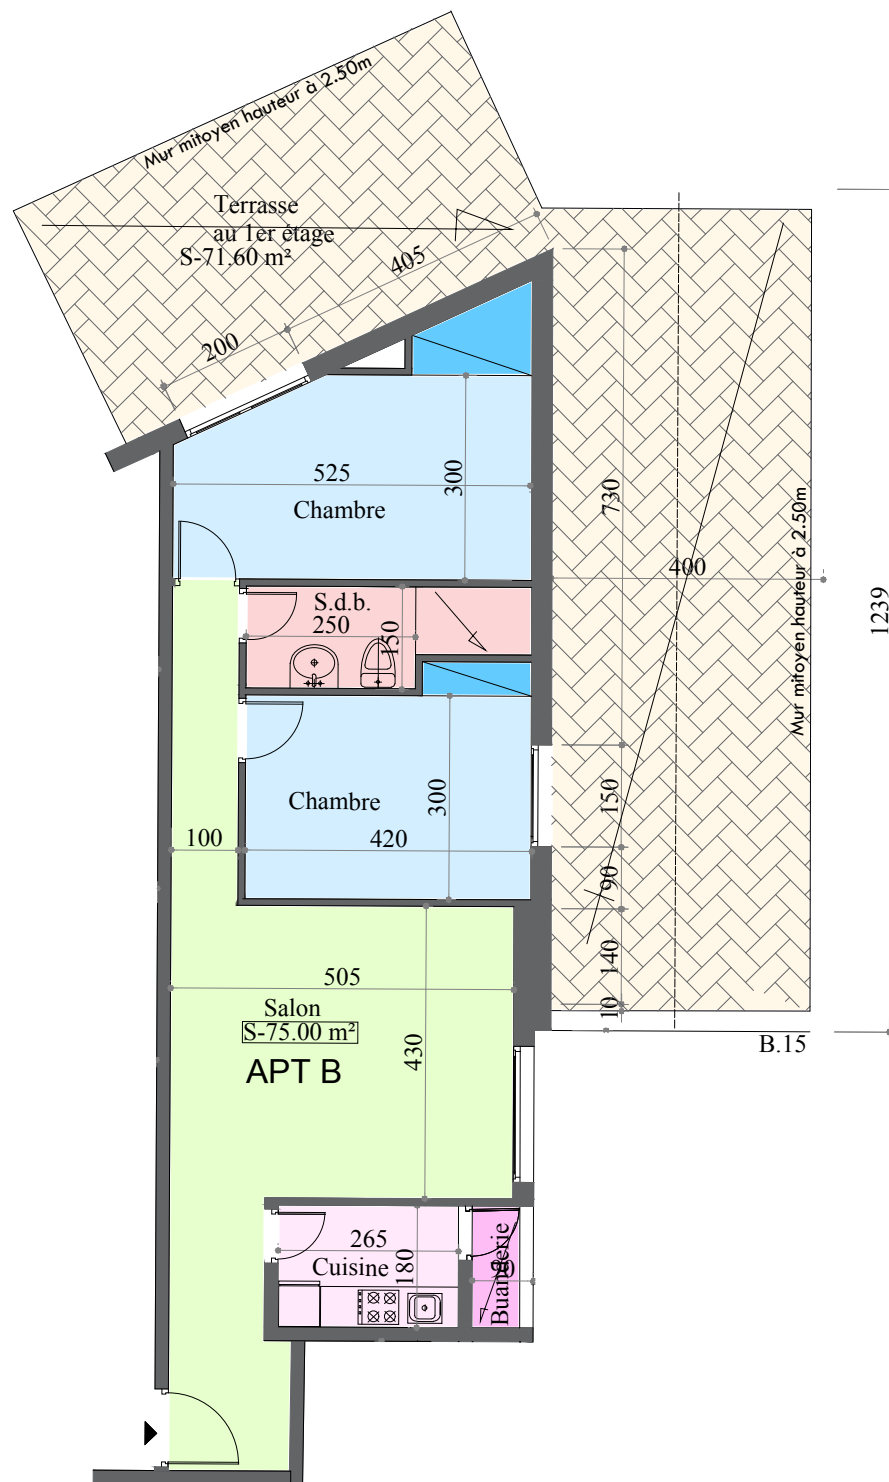 Mur mitoyen hauteur à 2.50m
Terrasse
au 1er étage
S-71.60 m²
405
200
525
300
Chambre
730
400
Mur mitoyen hauteur à 2.50m
1239
S.d.b.
250
150
Chambre
300
150
100
420
90
505
140
Salon
S-75.00 m²
10
430
APT B
B.15
265
180
Cuisine
Buanderie
90